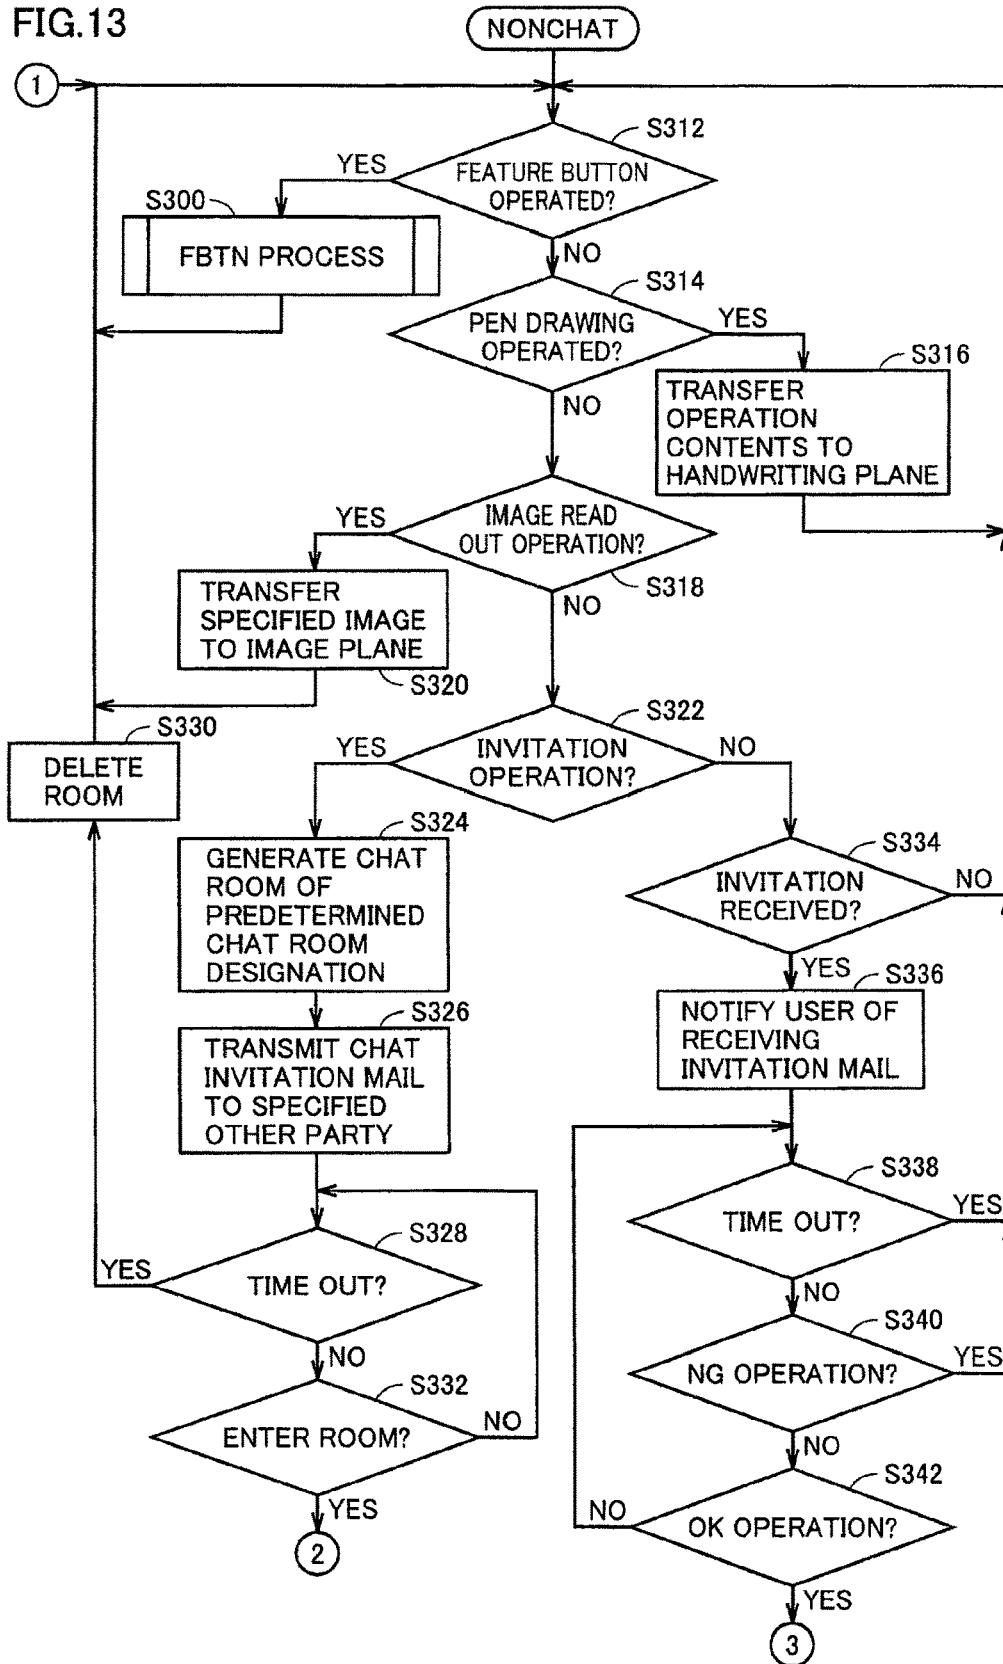 FIG.13
NONCHAT
1
S312
YES
FEATURE BUTTON
OPERATED?
S300
FBTN PROCESS
NO
S314
PEN DRAWING
OPERATED?
YES
S316
TRANSFER
OPERATION
CONTENTS TO
HANDWRITING PLANE
NO
YES
IMAGE READ
OUT OPERATION?
S318
TRANSFER
SPECIFIED IMAGE
TO IMAGE PLANE
NO
S320
S322
S330
YES
INVITATION
OPERATION?
NO
DELETE
ROOM
S324
GENERATE CHAT
ROOM OF
PREDETERMINED
CHAT ROOM
DESIGNATION
S334
INVITATION
RECEIVED?
NO
YES
S336
NOTIFY USER OF
RECEIVING
INVITATION MAIL
S326
TRANSMIT CHAT
INVITATION MAIL
TO SPECIFIED
OTHER PARTY
S338
TIME OUT?
YES
S328
YES
TIME OUT?
NO
NO
S340
NG OPERATION?
YES
S332
ENTER ROOM?
NO
NO
S342
YES
NO
OK OPERATION?
2
YES
3